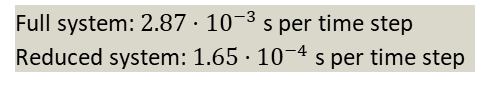 Full system: 2.87 · 10⁻³ s per time step
Reduced system: 1.65 · 10⁻⁴ s per time step